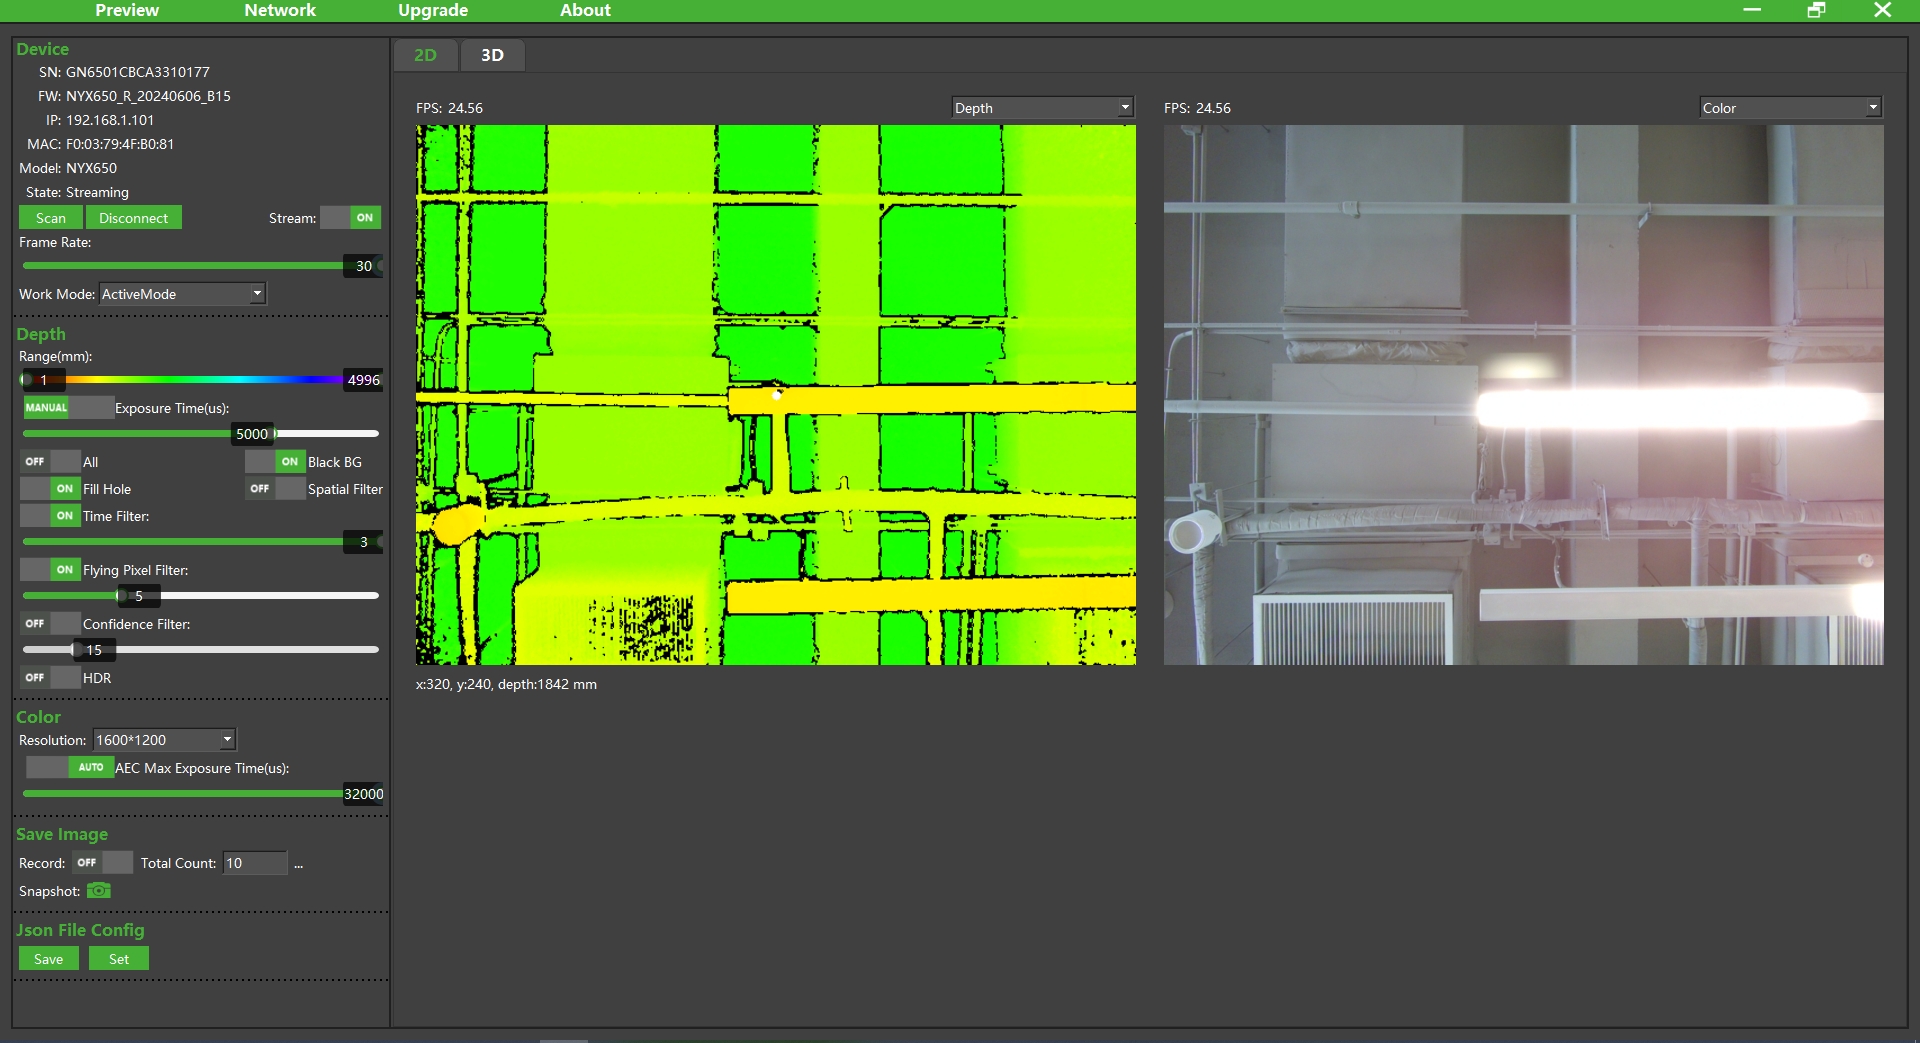 Preview Network Upgrade About
Device
SN: GN6501CBCA3310177
FW: NYX650_R_20240606_B15
IP: 192.168.1.101
MAC: F0:03:79:4F:B0:81
Model: NYX650
State: Streaming
Scan Disconnect Stream: ON
Frame Rate:
30
Work Mode: ActiveMode
Depth
Range(mm):
1 4996
MANUAL Exposure Time(us):
5000
OFF All ON Black BG
ON Fill Hole OFF Spatial Filter
ON Time Filter:
3
ON Flying Pixel Filter:
5
OFF Confidence Filter:
15
OFF HDR
Color
Resolution: 1600*1200
AUTO AEC Max Exposure Time(us):
32000
Save Image
Record: OFF Total Count: 10 ...
Snapshot:
Json File Config
Save Set
2D 3D
FPS: 24.56 Depth
x:320, y:240, depth:1842 mm
FPS: 24.56 Color